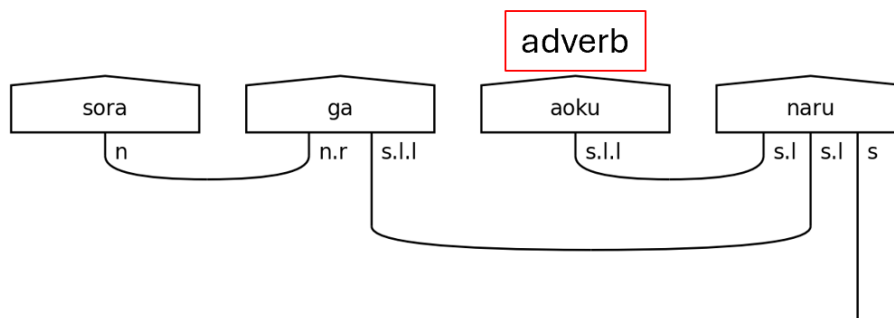 adverb
sora ga aoku naru
n n.r s.l.l s.l.l s.l s.l s